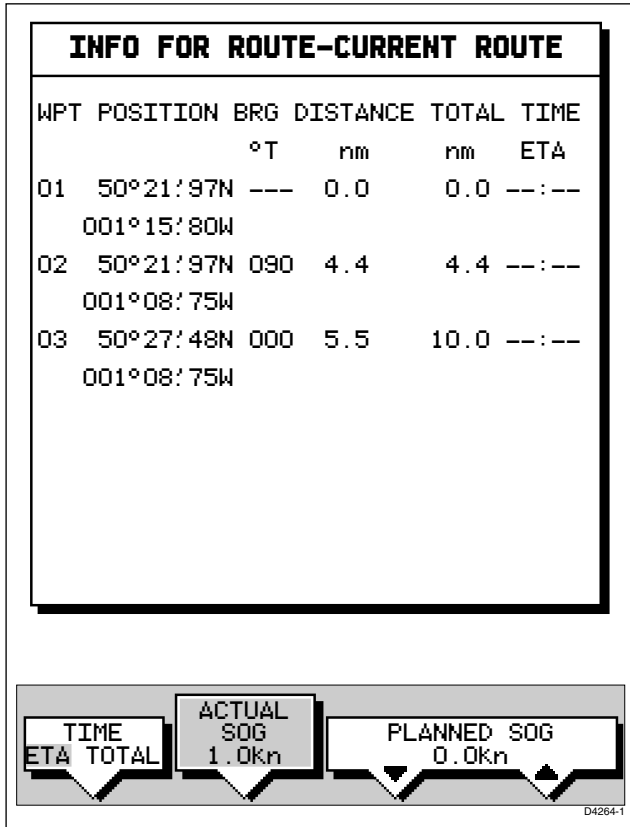 INFO FOR ROUTE-CURRENT ROUTE
WPT POSITION BRG DISTANCE TOTAL TIME
°T nm nm ETA
01 50°21.′97N --- 0.0 0.0 --:--
001°15.′80W
02 50°21.′97N 090 4.4 4.4 --:--
001°08.′75W
03 50°27.′48N 000 5.5 10.0 --:--
001°08.′75W
TIME
ETA TOTAL
ACTUAL
SOG
1.0Kn
PLANNED SOG
0.0Kn
D4264-1